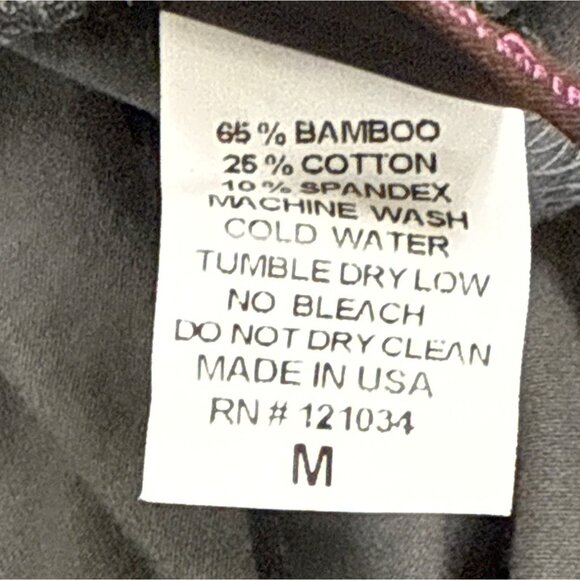 65% BAMBOO
25% COTTON
10% SPANDEX
MACHINE WASH
COLD WATER
TUMBLE DRY LOW
NO BLEACH
DO NOT DRY CLEAN
MADE IN USA
RN # 121034
M